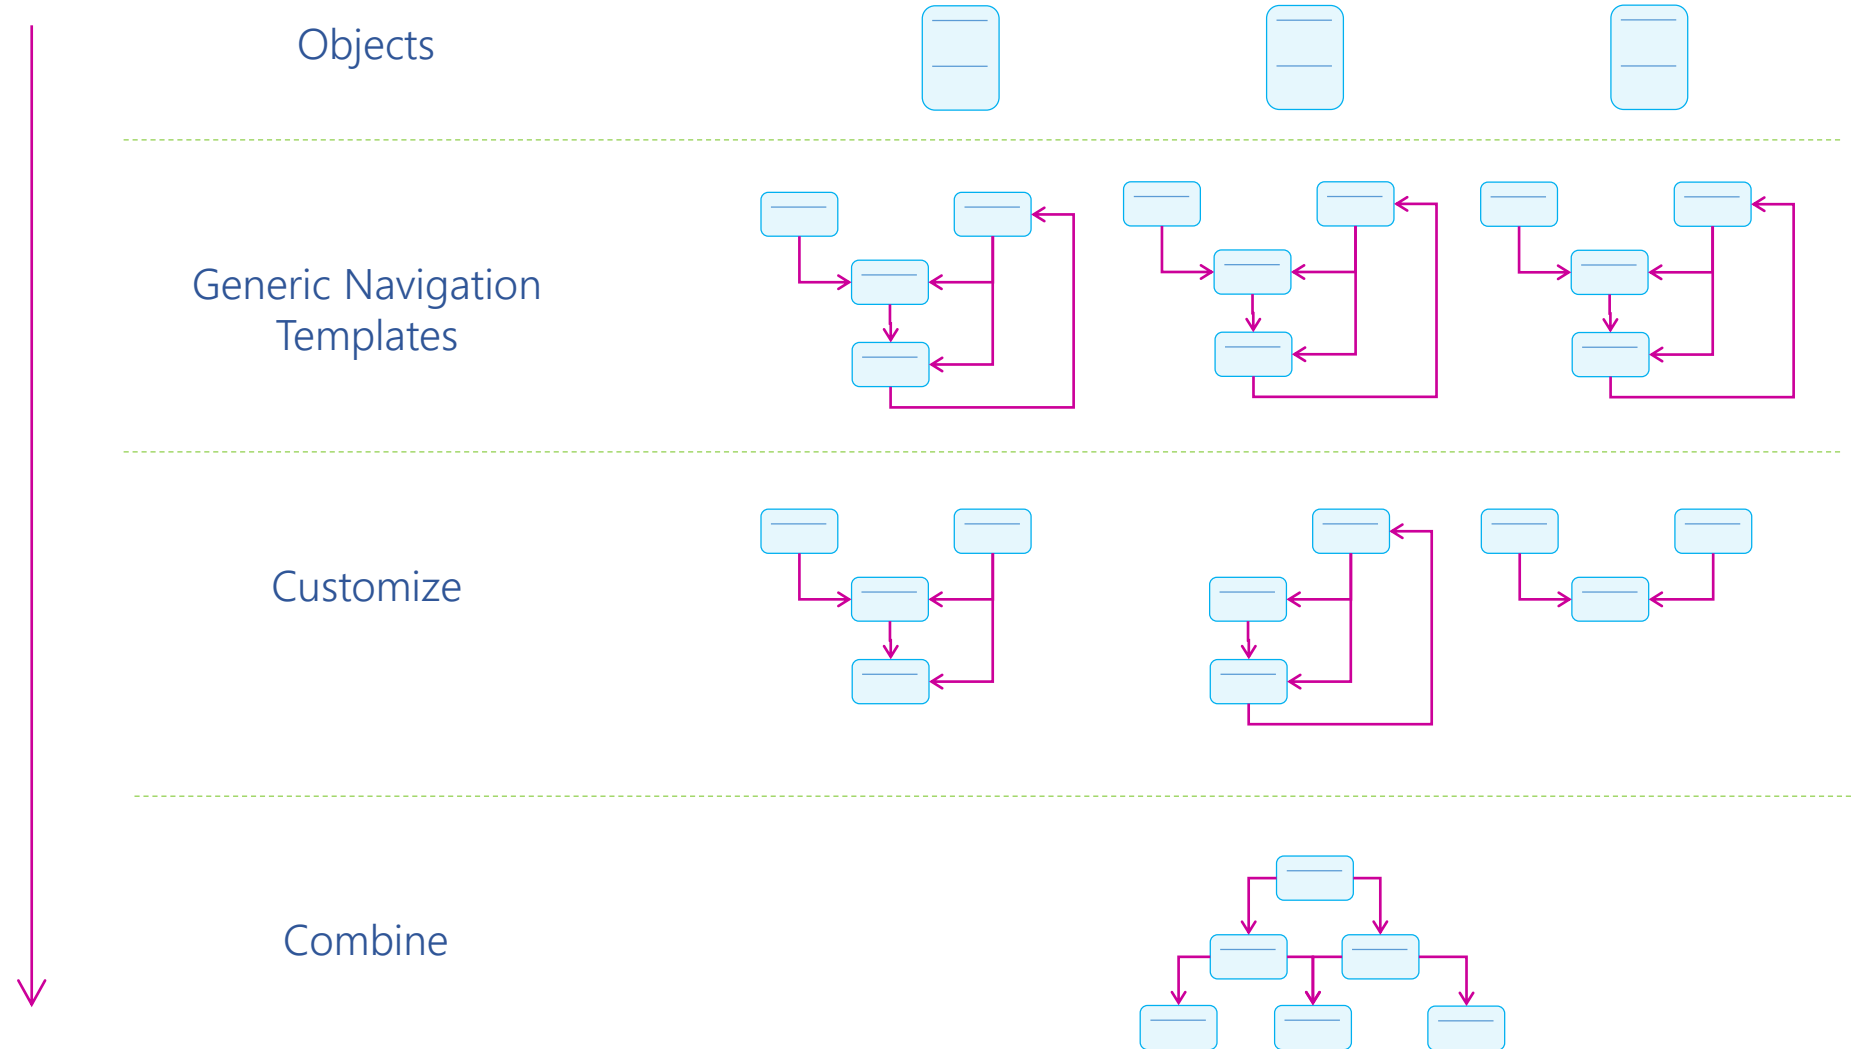 Objects
Generic Navigation
Templates
Customize
Combine